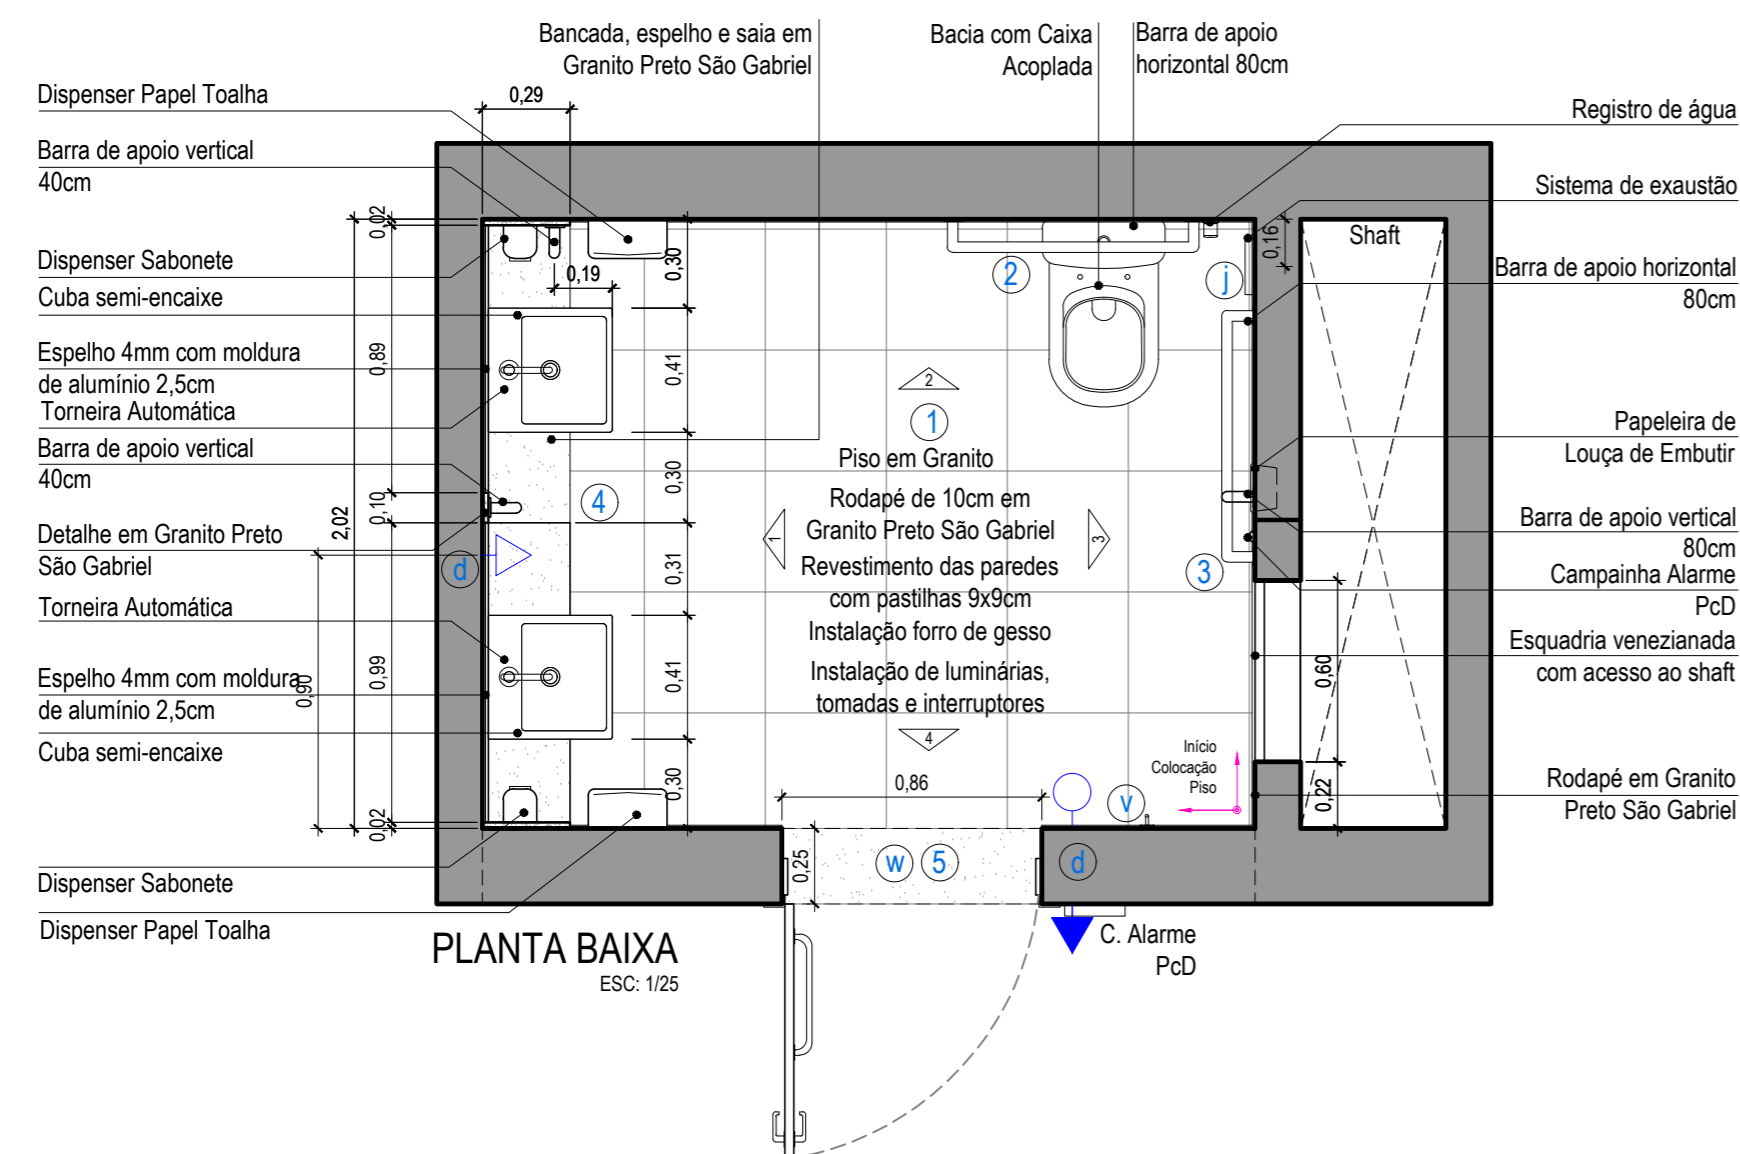 Bancada, espelho e saia em
Granito Preto São Gabriel
Bacia com Caixa
Acoplada
Barra de apoio
horizontal 80cm
Dispenser Papel Toalha
0,29
Registro de água
Barra de apoio vertical
40cm
Sistema de exaustão
0,02
Shaft
0,16
0,30
Dispenser Sabonete
0,19
2
j
Barra de apoio horizontal
80cm
Cuba semi-encaixe
Espelho 4mm com moldura
de alumínio 2,5cm
0,89
0,41
2
Torneira Automática
1
Papeleira de
Louça de Embutir
Barra de apoio vertical
40cm
Piso em Granito
0,30
4
0,10
2,02
Rodapé de 10cm em
Granito Preto São Gabriel
1
3
Barra de apoio vertical
80cm
Detalhe em Granito Preto
São Gabriel
d
0,31
Revestimento das paredes
com pastilhas 9x9cm
3
Campainha Alarme
PcD
Torneira Automática
Instalação forro de gesso
Esquadria venezianada
com acesso ao shaft
0,60
0,99
0,90
0,41
Espelho 4mm com moldura
de alumínio 2,5cm
Instalação de luminárias,
tomadas e interruptores
4
Cuba semi-encaixe
Início
Colocação
Piso
0,30
0,86
v
0,22
Rodapé em Granito
Preto São Gabriel
0,02
0,25
w
5
d
Dispenser Sabonete
Dispenser Papel Toalha
C. Alarme
PcD
PLANTA BAIXA
ESC: 1/25